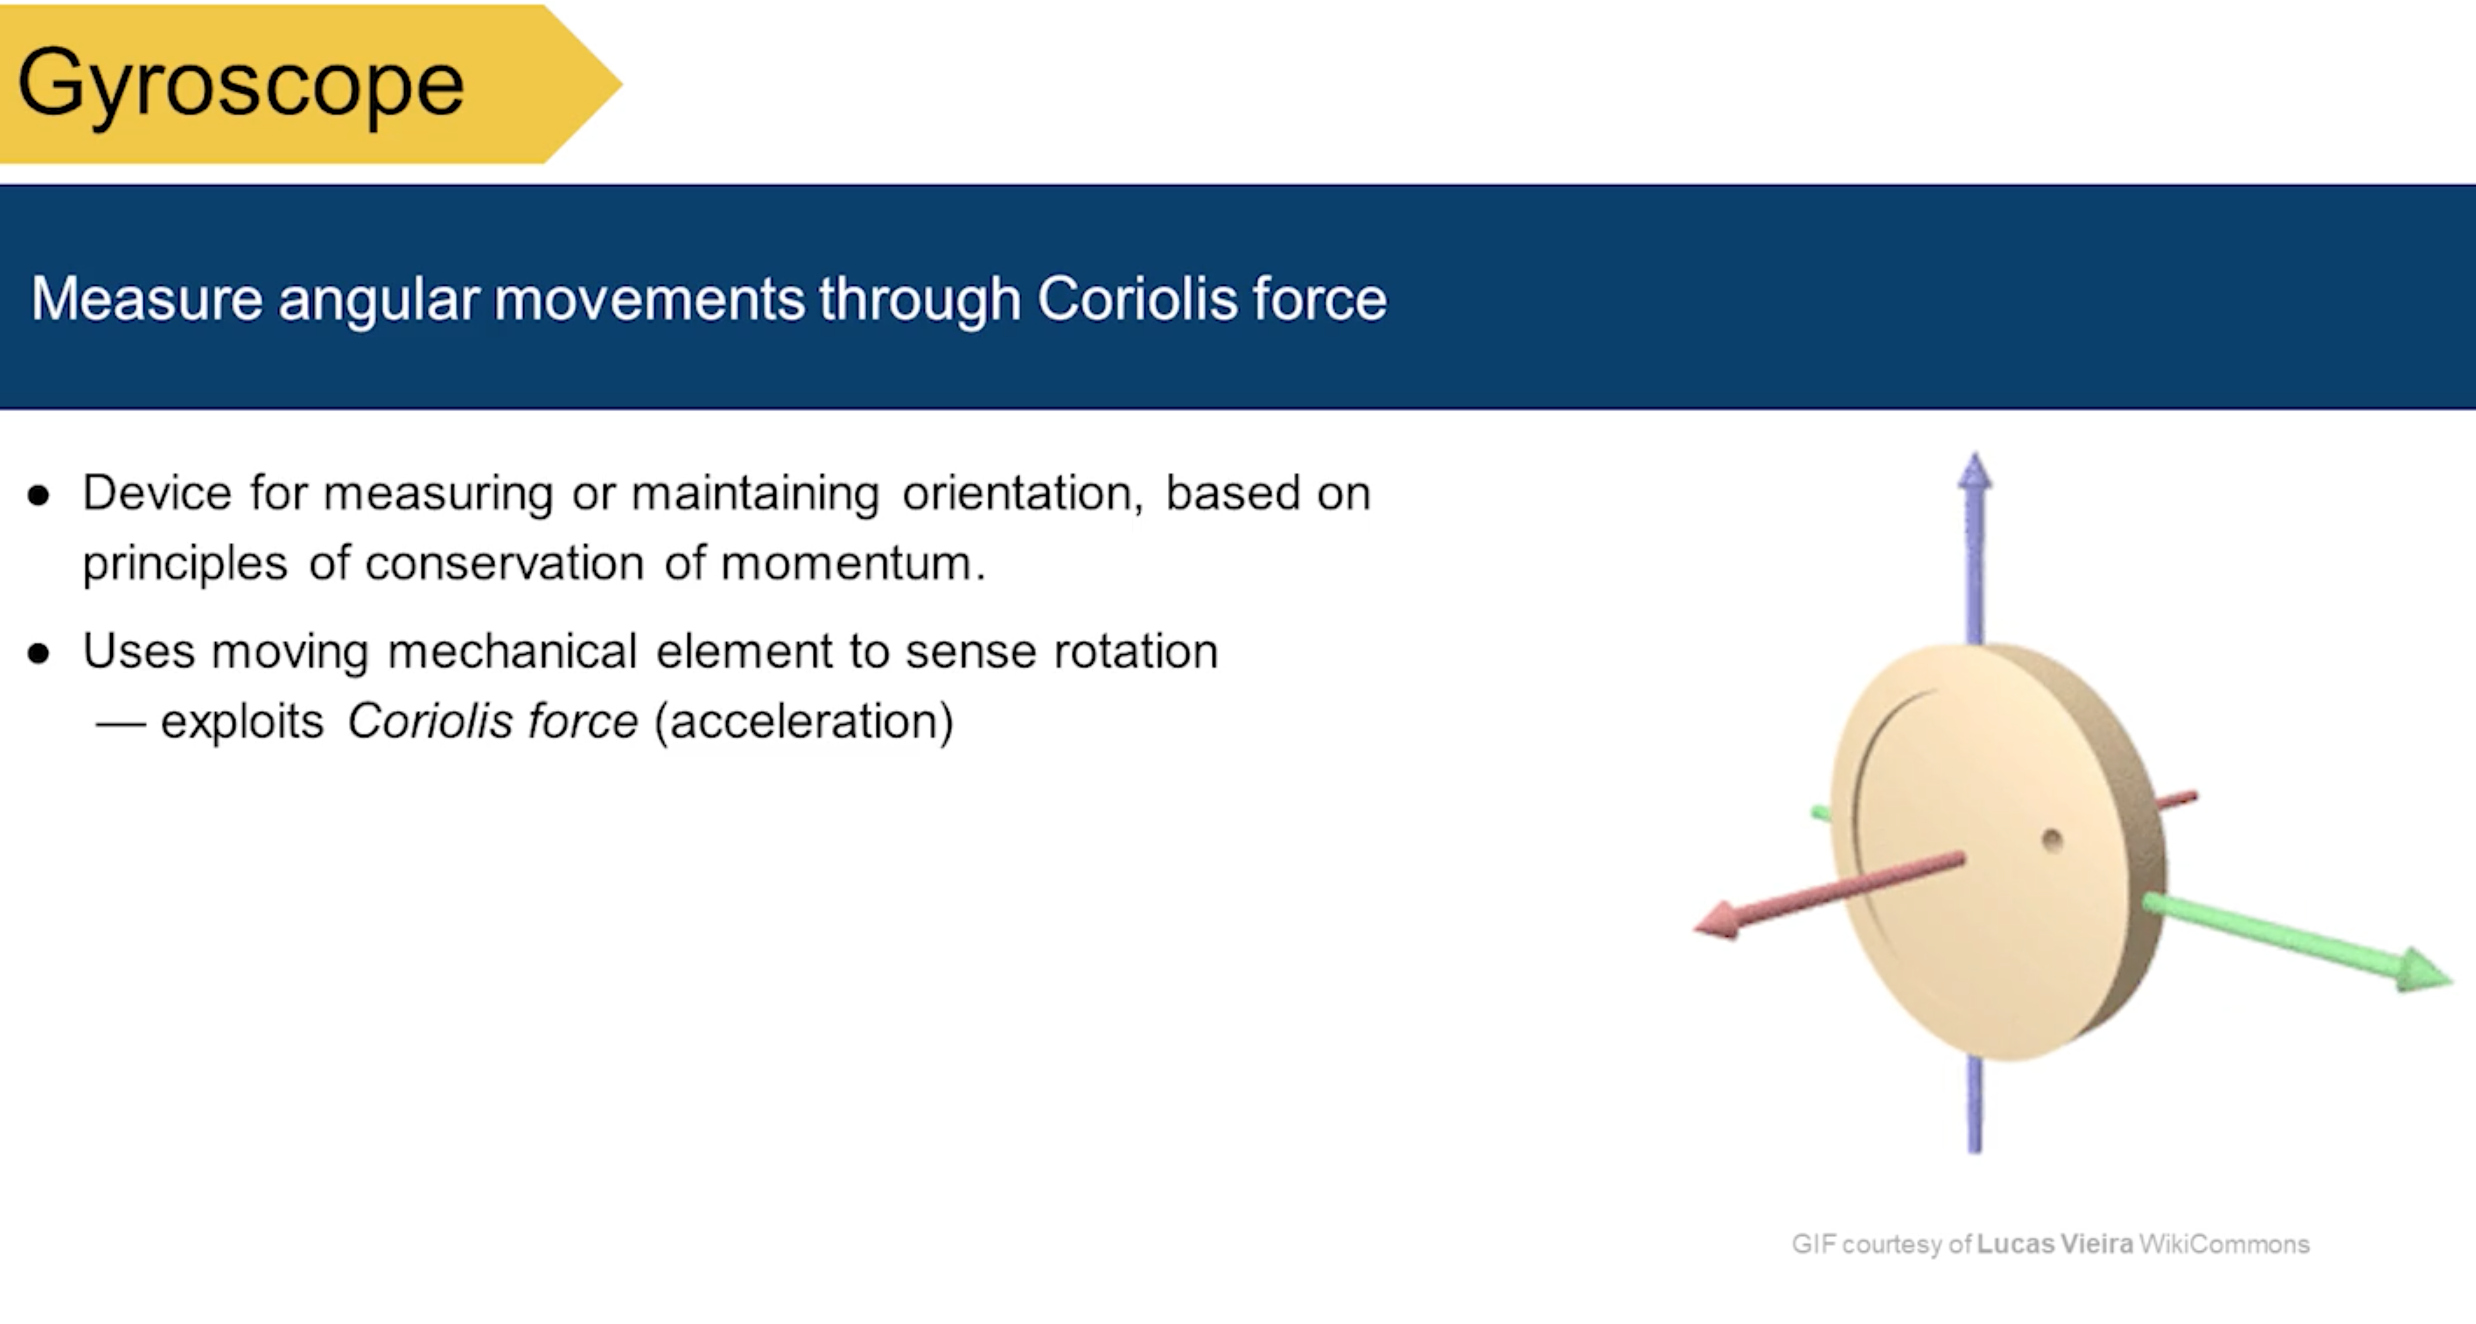 Gyroscope
Measure angular movements through Coriolis force
● Device for measuring or maintaining orientation, based on
principles of conservation of momentum.
● Uses moving mechanical element to sense rotation
— exploits Coriolis force (acceleration)
GIF courtesy of Lucas Vieira WikiCommons